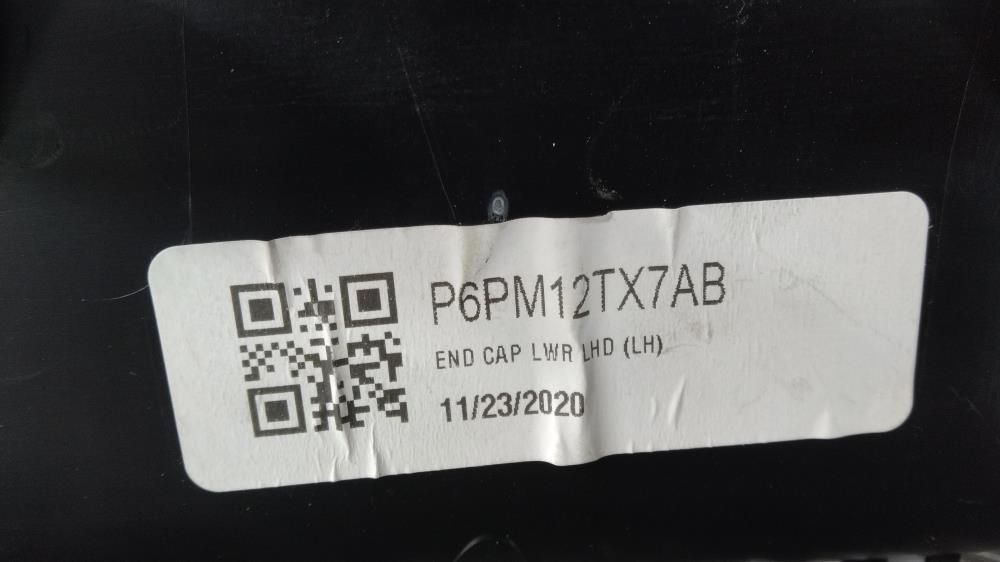 P6PM12TX7AB
END CAP LWR LHD (LH)
11/23/2020